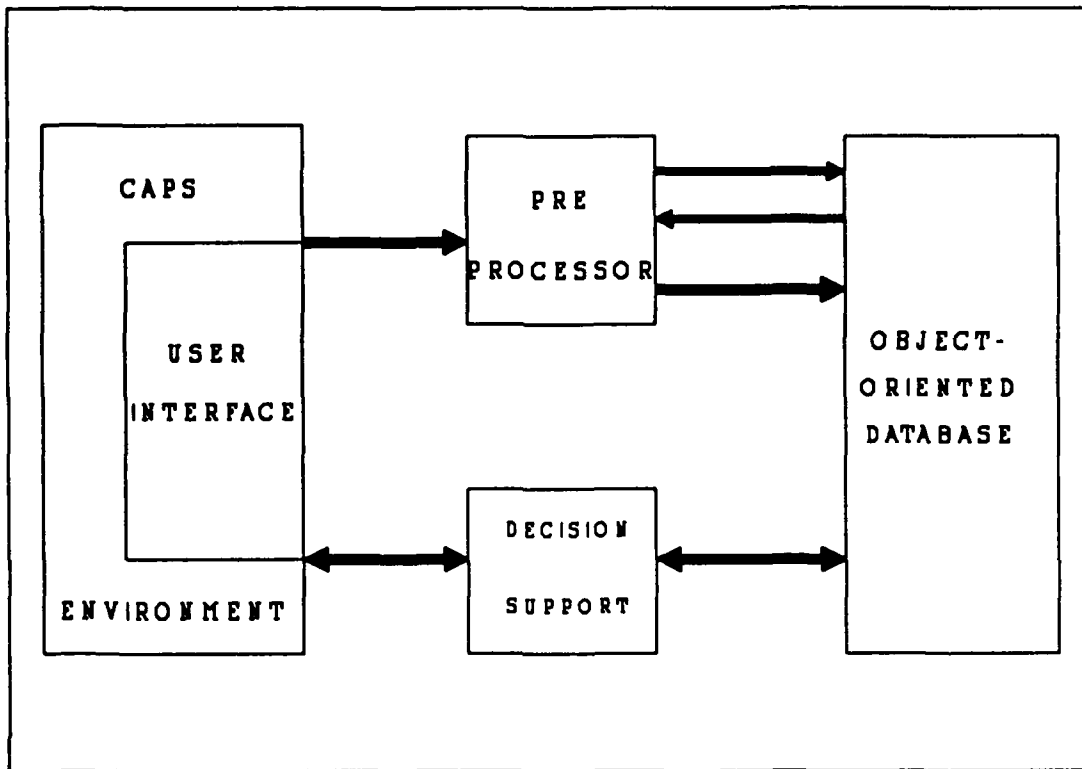 CAPS
USER
INTERFACE
ENVIRONMENT
PRE
PROCESSOR
DECISION
SUPPORT
OBJECT-
ORIENTED
DATABASE